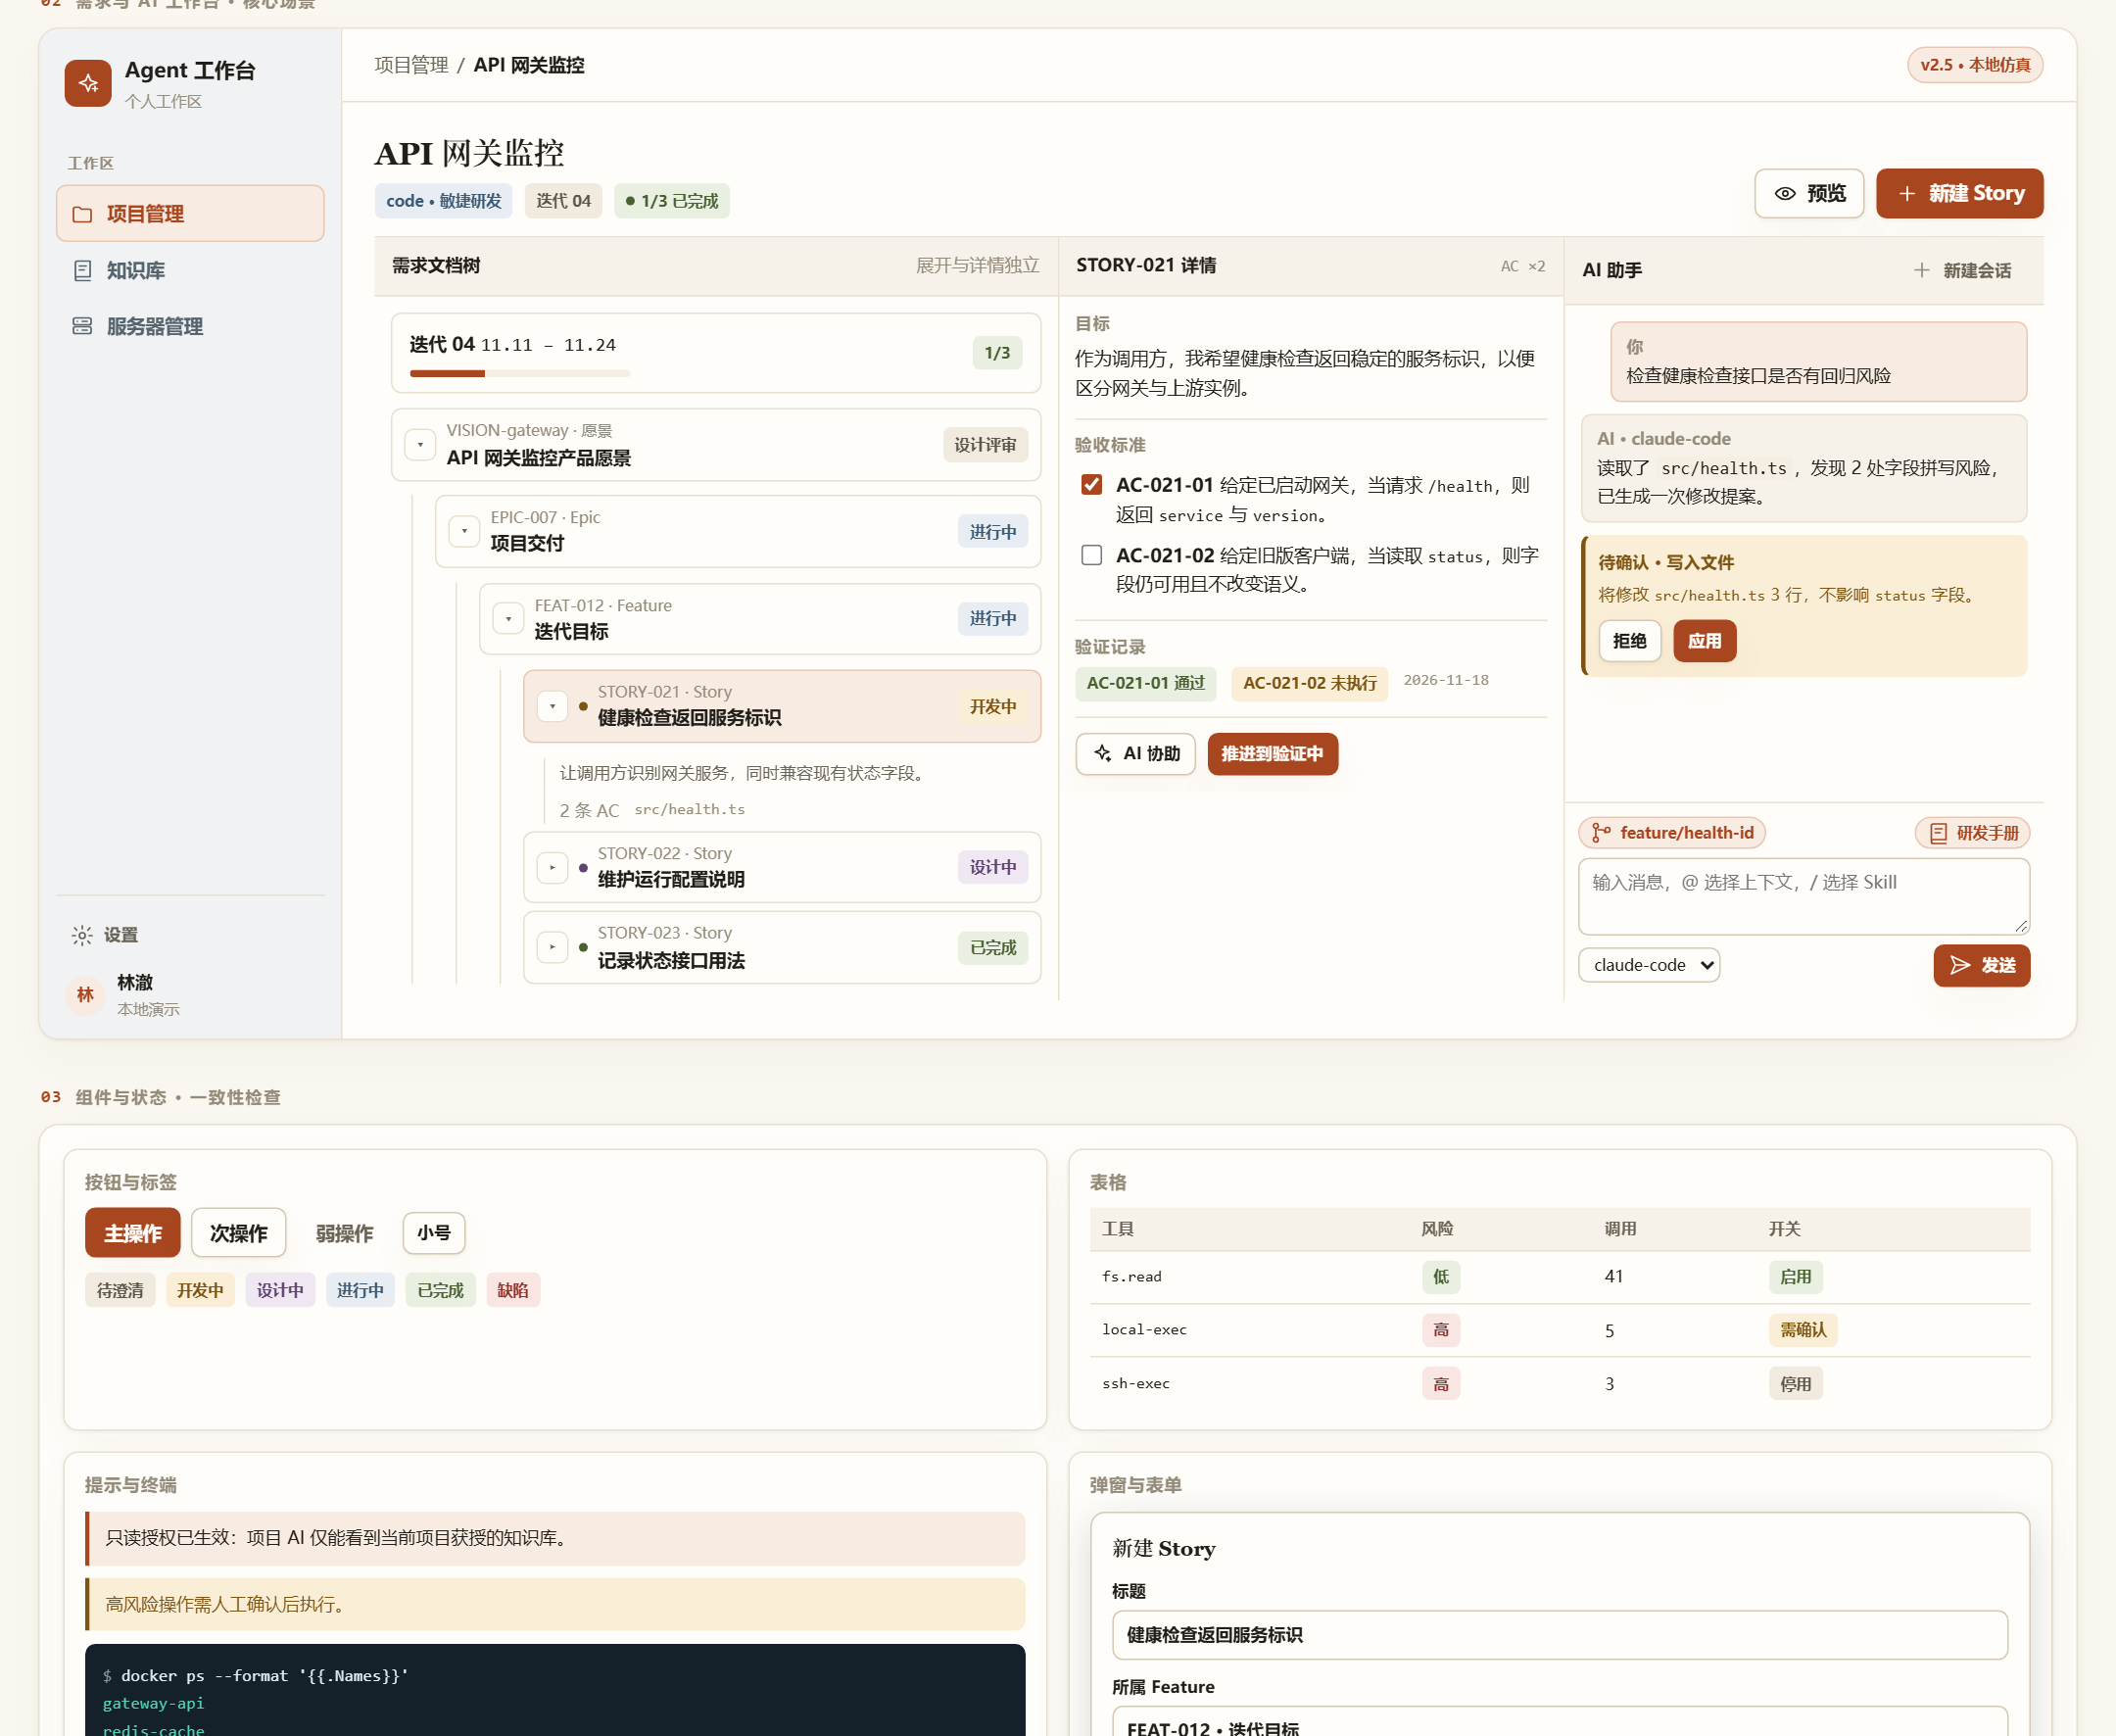 02 需求与 AI 工作台 • 核心场景
Agent 工作台
个人工作区
工作区
项目管理
知识库
服务器管理
设置
林
林澈
本地演示
项目管理 / API 网关监控
v2.5 • 本地仿真
API 网关监控
code • 敏捷研发
迭代 04
1/3 已完成
预览
新建 Story
需求文档树
展开与详情独立
迭代 04 11.11 – 11.24
1/3
VISION-gateway · 愿景
API 网关监控产品愿景
设计评审
EPIC-007 · Epic
项目交付
进行中
FEAT-012 · Feature
迭代目标
进行中
STORY-021 · Story
健康检查返回服务标识
开发中
让调用方识别网关服务，同时兼容现有状态字段。
2 条 AC src/health.ts
STORY-022 · Story
维护运行配置说明
设计中
STORY-023 · Story
记录状态接口用法
已完成
STORY-021 详情
AC ×2
目标
作为调用方，我希望健康检查返回稳定的服务标识，以便
区分网关与上游实例。
验收标准
AC-021-01 给定已启动网关，当请求 /health，则
返回 service 与 version。
AC-021-02 给定旧版客户端，当读取 status，则字
段仍可用且不改变语义。
验证记录
AC-021-01 通过
AC-021-02 未执行
2026-11-18
AI 协助
推进到验证中
AI 助手
新建会话
你
检查健康检查接口是否有回归风险
AI • claude-code
读取了 src/health.ts ，发现 2 处字段拼写风险，
已生成一次修改提案。
待确认 • 写入文件
将修改 src/health.ts 3 行，不影响 status 字段。
拒绝
应用
feature/health-id
研发手册
输入消息，@ 选择上下文，/ 选择 Skill
claude-code
发送
03 组件与状态 • 一致性检查
按钮与标签
主操作
次操作
弱操作
小号
待澄清
开发中
设计中
进行中
已完成
缺陷
表格
工具 风险 调用 开关
fs.read 低 41 启用
local-exec 高 5 需确认
ssh-exec 高 3 停用
提示与终端
只读授权已生效：项目 AI 仅能看到当前项目获授的知识库。
高风险操作需人工确认后执行。
$ docker ps --format '{{.Names}}'
gateway-api
redis-cache
弹窗与表单
新建 Story
标题
健康检查返回服务标识
所属 Feature
FEAT-012 • 迭代目标